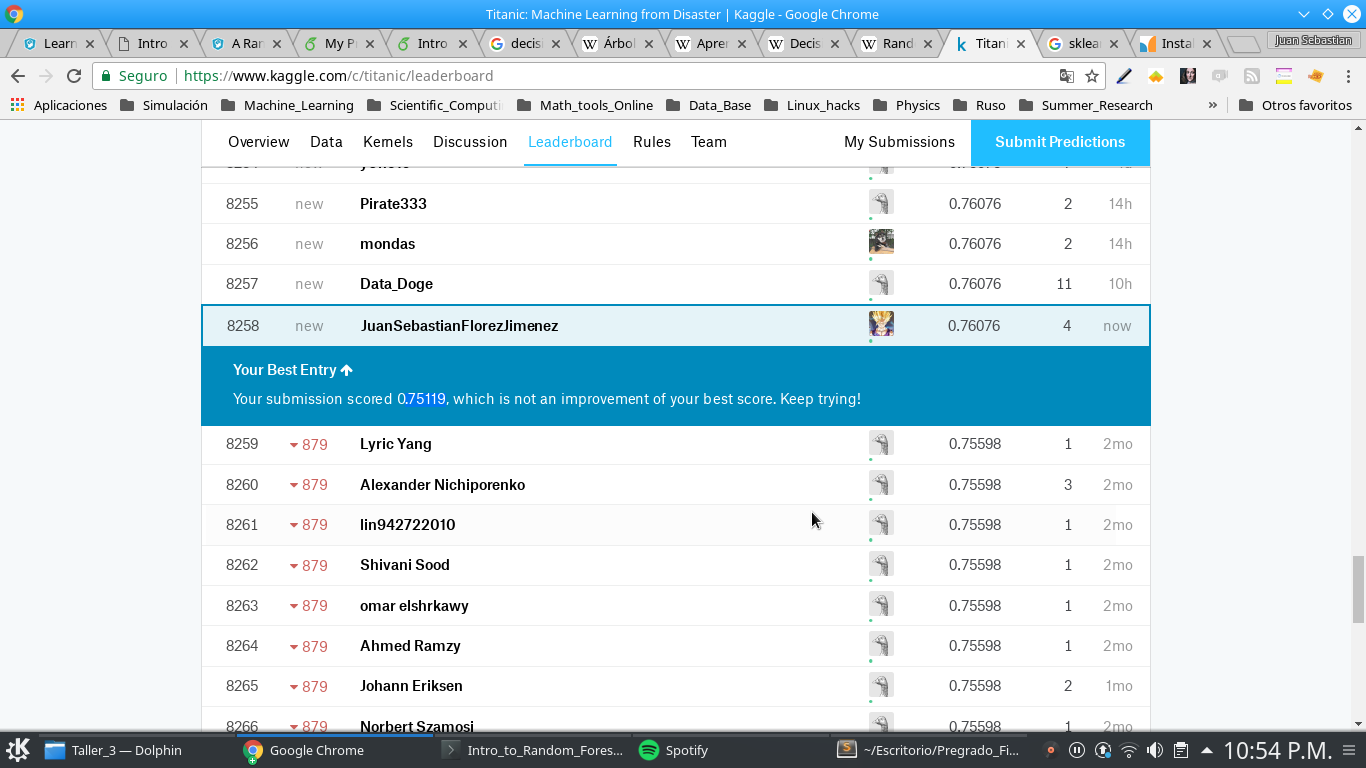 Titanic: Machine Learning from Disaster | Kaggle - Google Chrome
Learn Intro A Rar My P Intro decis Árbol Apren Decis Rand Titan sklea Instal Juan Sebastian
Seguro https://www.kaggle.com/c/titanic/leaderboard
Aplicaciones Simulación Machine_Learning Scientific_Computi Math_tools_Online Data_Base Linux_hacks Physics Ruso Summer_Research » Otros favoritos
Overview Data Kernels Discussion Leaderboard Rules Team My Submissions Submit Predictions
8255 new Pirate333 0.76076 2 14h
8256 new mondas 0.76076 2 14h
8257 new Data_Doge 0.76076 11 10h
8258 new JuanSebastianFlorezJimenez 0.76076 4 now
Your Best Entry
Your submission scored 0.75119, which is not an improvement of your best score. Keep trying!
8259 879 Lyric Yang 0.75598 1 2mo
8260 879 Alexander Nichiporenko 0.75598 3 2mo
8261 879 lin942722010 0.75598 1 2mo
8262 879 Shivani Sood 0.75598 1 2mo
8263 879 omar elshrkawy 0.75598 1 2mo
8264 879 Ahmed Ramzy 0.75598 1 2mo
8265 879 Johann Eriksen 0.75598 2 1mo
8266 879 Norbert Szamosi 0.75598 1 2mo
Taller_3 — Dolphin Google Chrome Intro_to_Random_Fores... Spotify ~/Escritorio/Pregrado_Fi... 10:54 P.M.